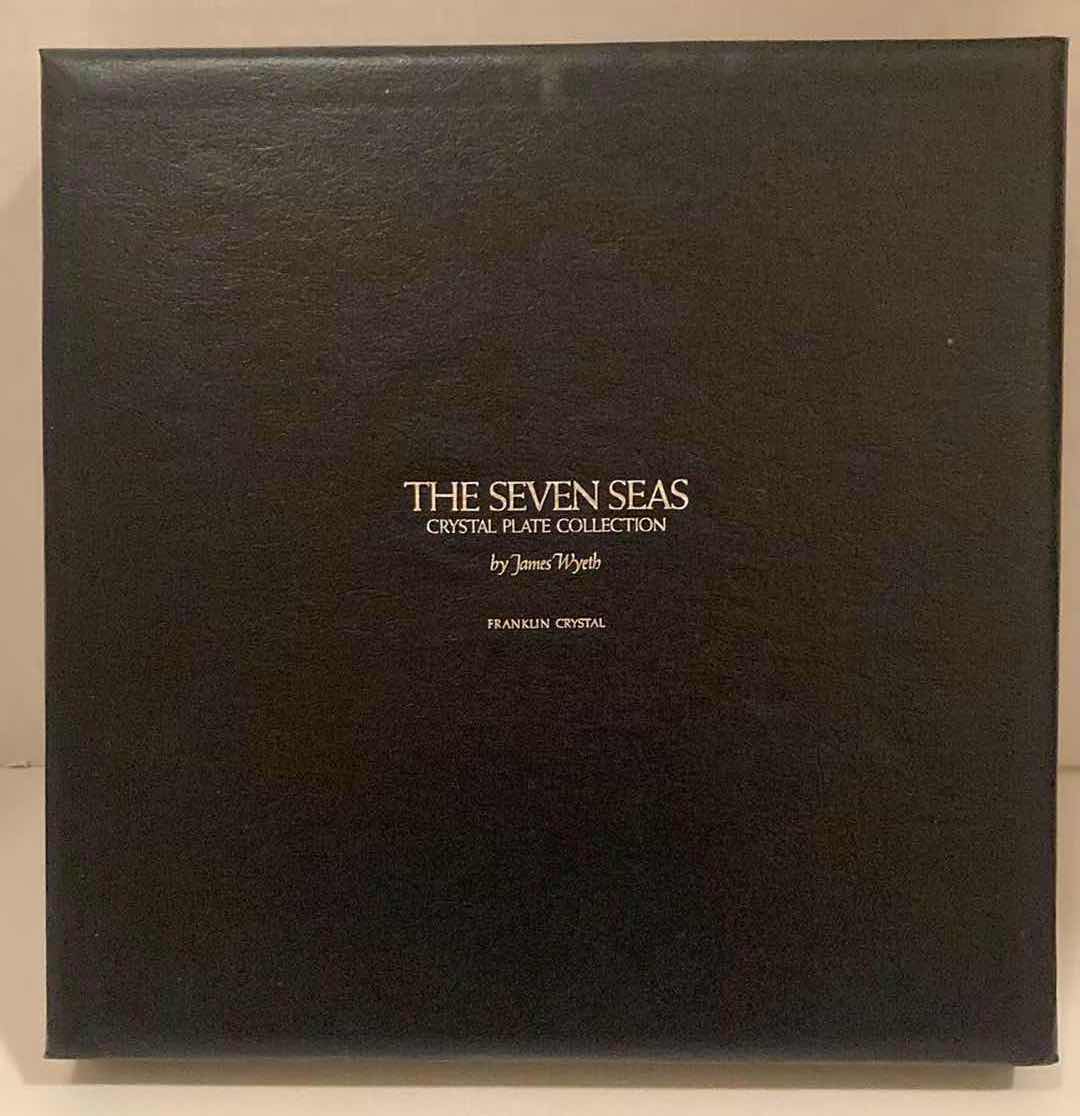 THE SEVEN SEAS
CRYSTAL PLATE COLLECTION
by James Wyeth
FRANKLIN CRYSTAL